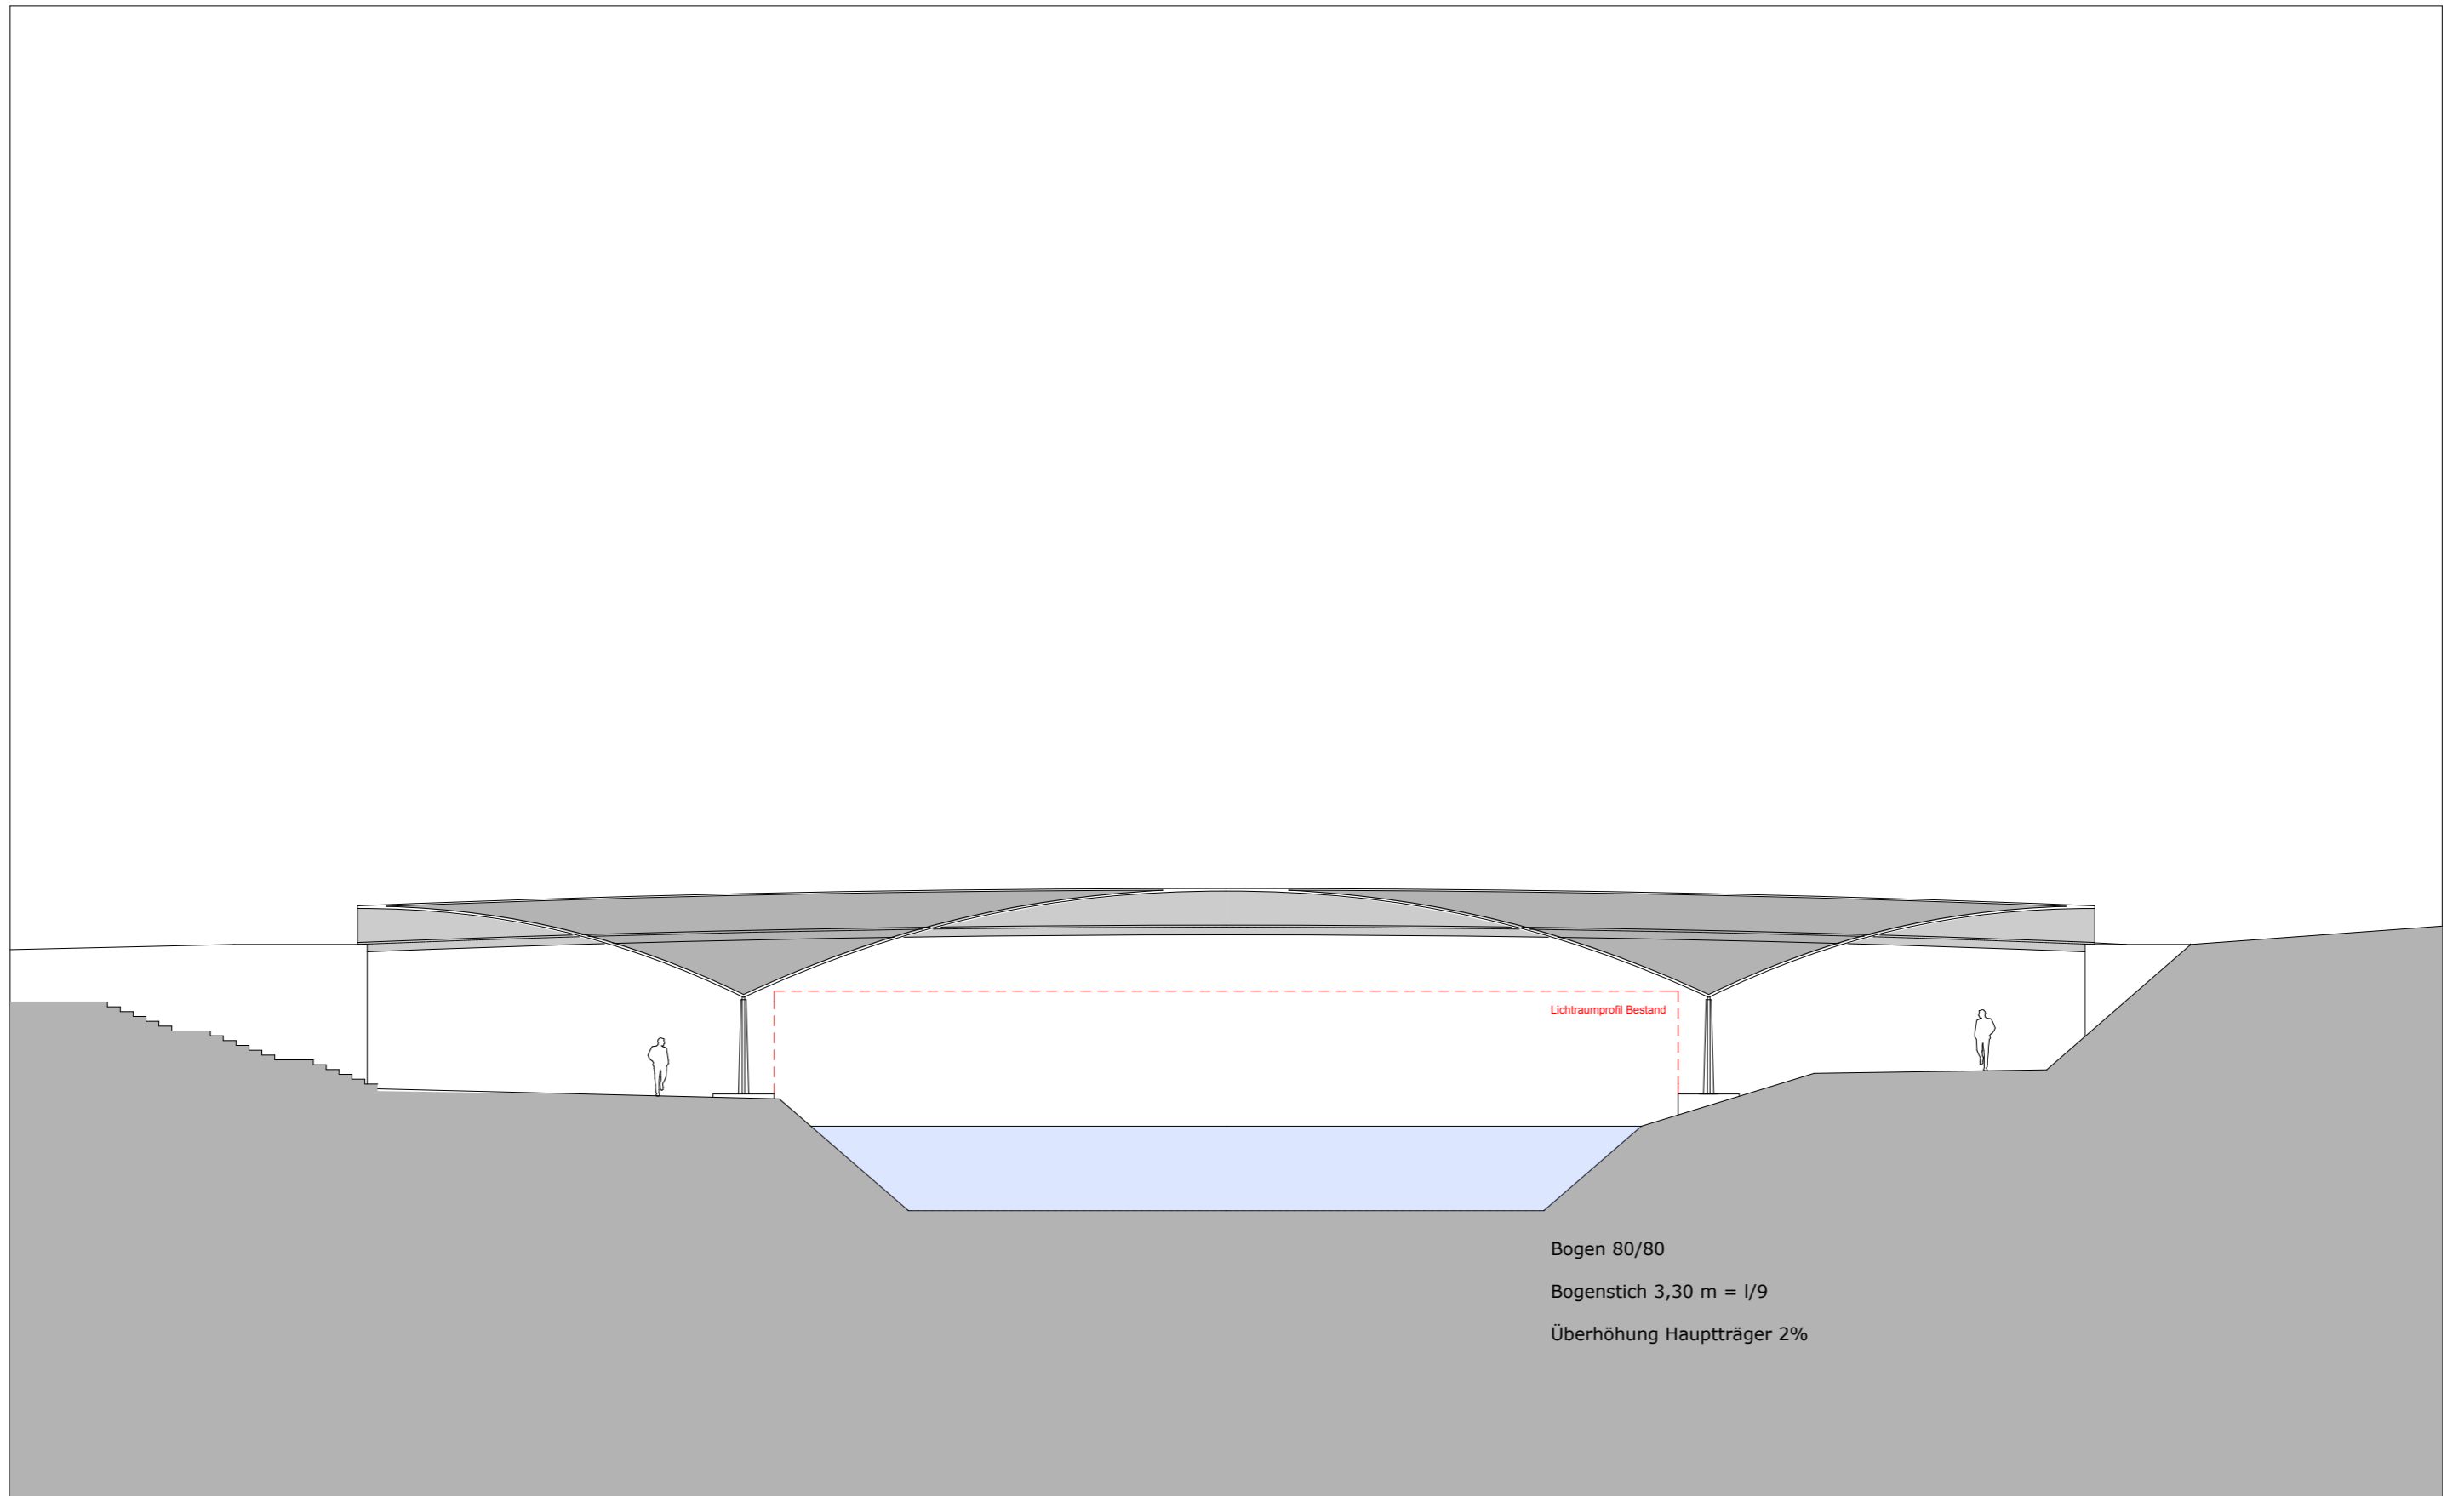 Lichtraumprofil Bestand
Bogen 80/80
Bogenstich 3,30 m = l/9
Überhöhung Hauptträger 2%